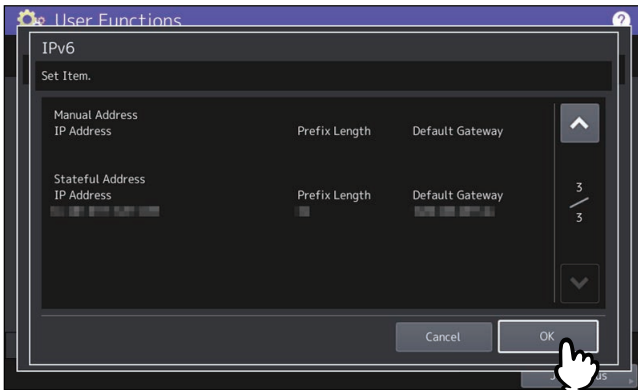 User Functions
?
IPv6
Set Item.
Manual Address
IP Address Prefix Length Default Gateway
Stateful Address
IP Address Prefix Length Default Gateway
3
3
Cancel OK